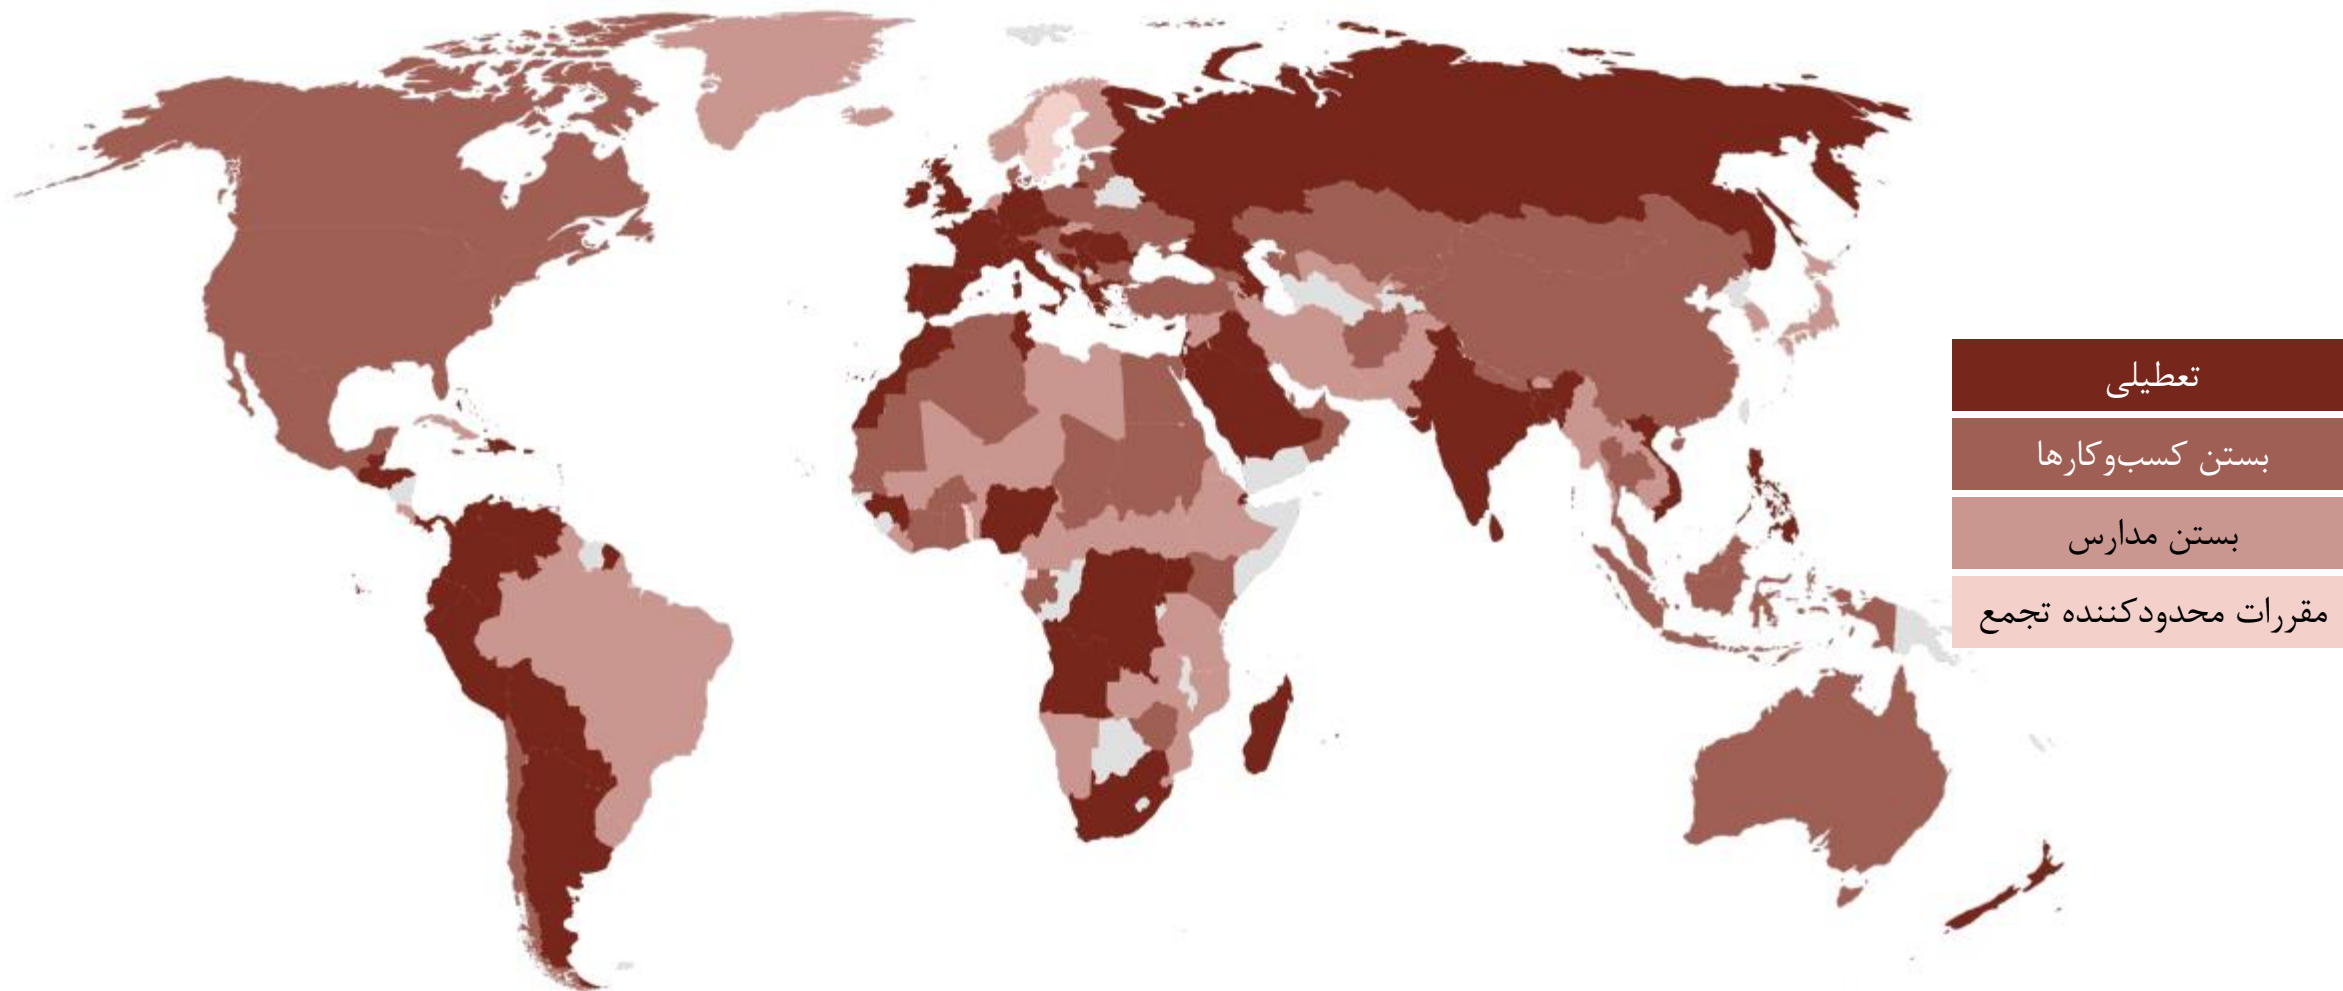 تعطیلی
بستن کسب‌وکارها
بستن مدارس
مقررات محدودکننده تجمع